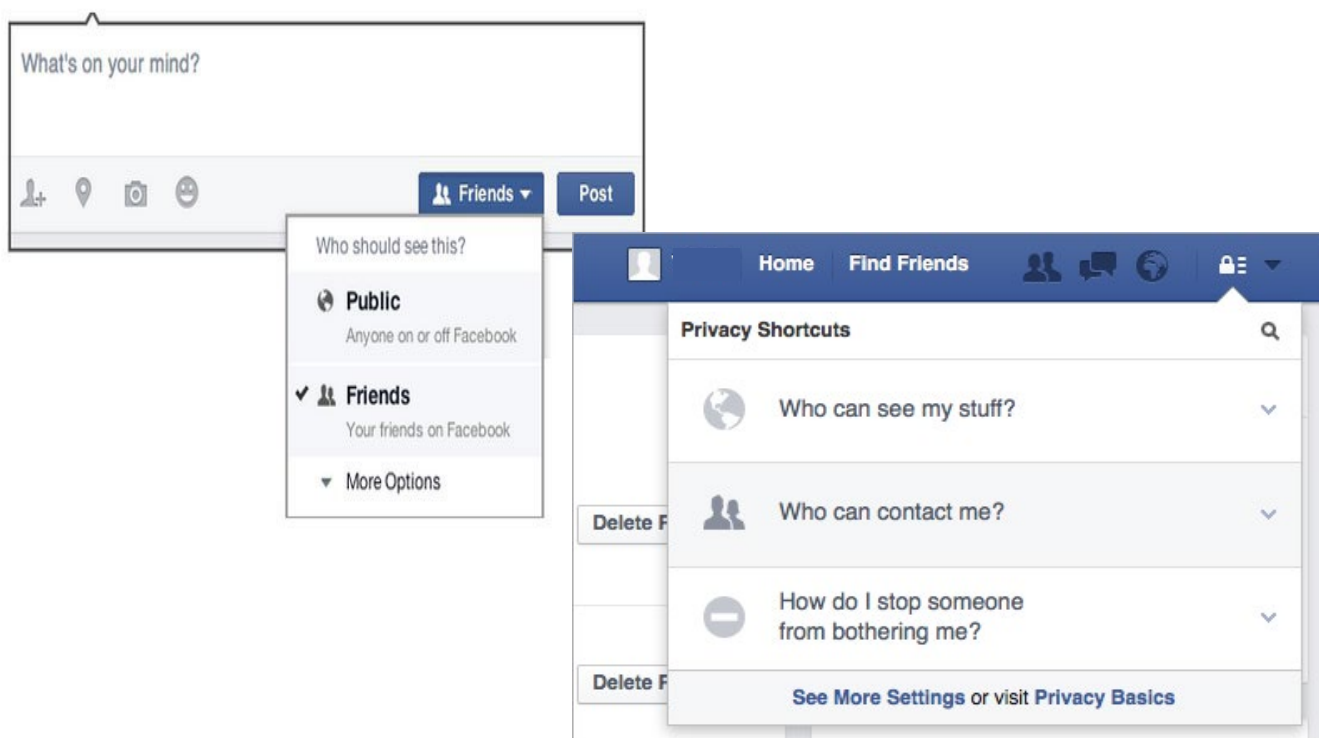 What's on your mind?
Friends
Post
Who should see this?
Public
Anyone on or off Facebook
Friends
Your friends on Facebook
More Options
Home
Find Friends
Privacy Shortcuts
Who can see my stuff?
Who can contact me?
How do I stop someone
from bothering me?
See More Settings or visit Privacy Basics
Delete F
Delete F